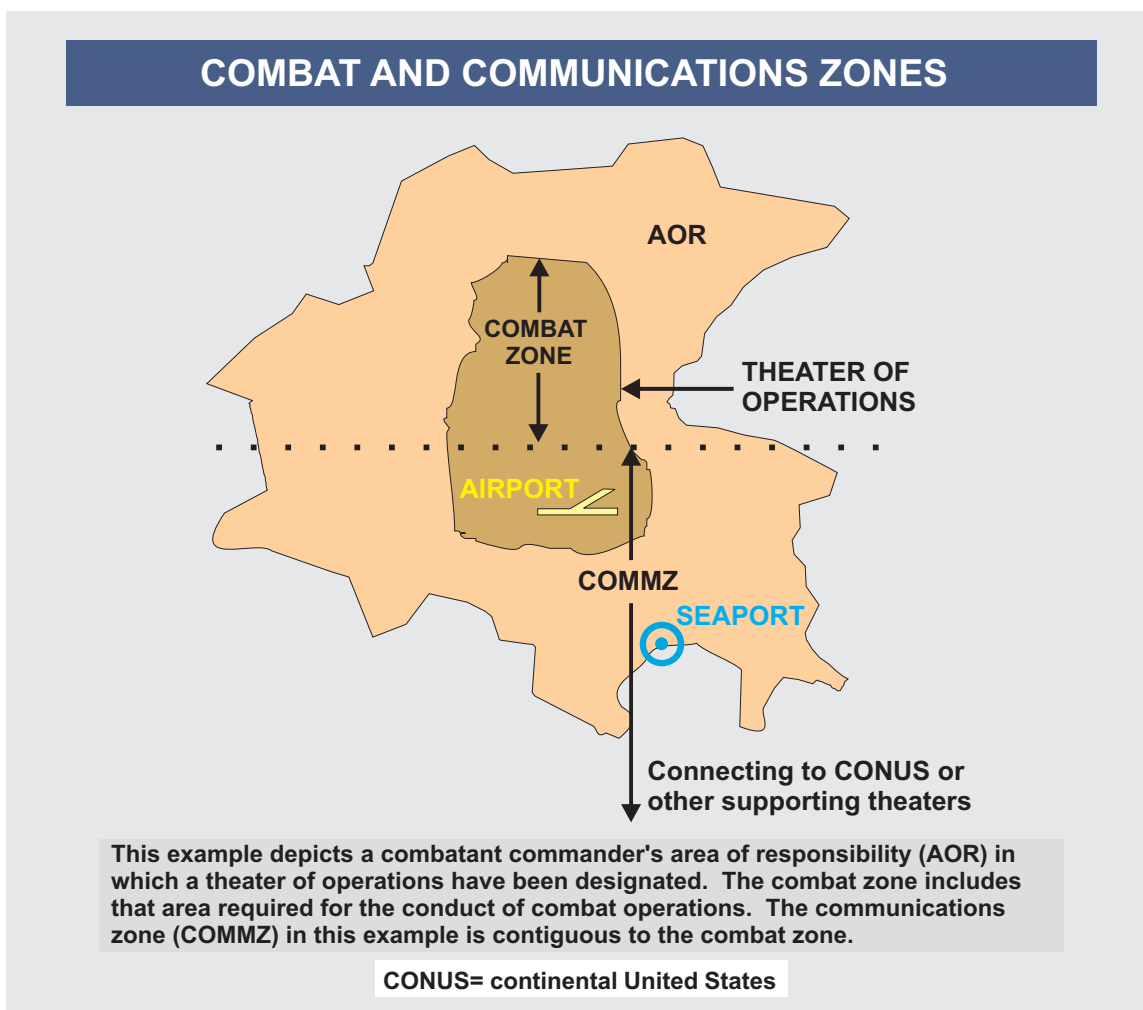 COMBAT AND COMMUNICATIONS ZONES
AOR
COMBAT
ZONE
THEATER OF
OPERATIONS
AIRPORT
COMMZ
SEAPORT
Connecting to CONUS or
other supporting theaters
This example depicts a combatant commander's area of responsibility (AOR) in
which a theater of operations have been designated. The combat zone includes
that area required for the conduct of combat operations. The communications
zone (COMMZ) in this example is contiguous to the combat zone.
CONUS= continental United States